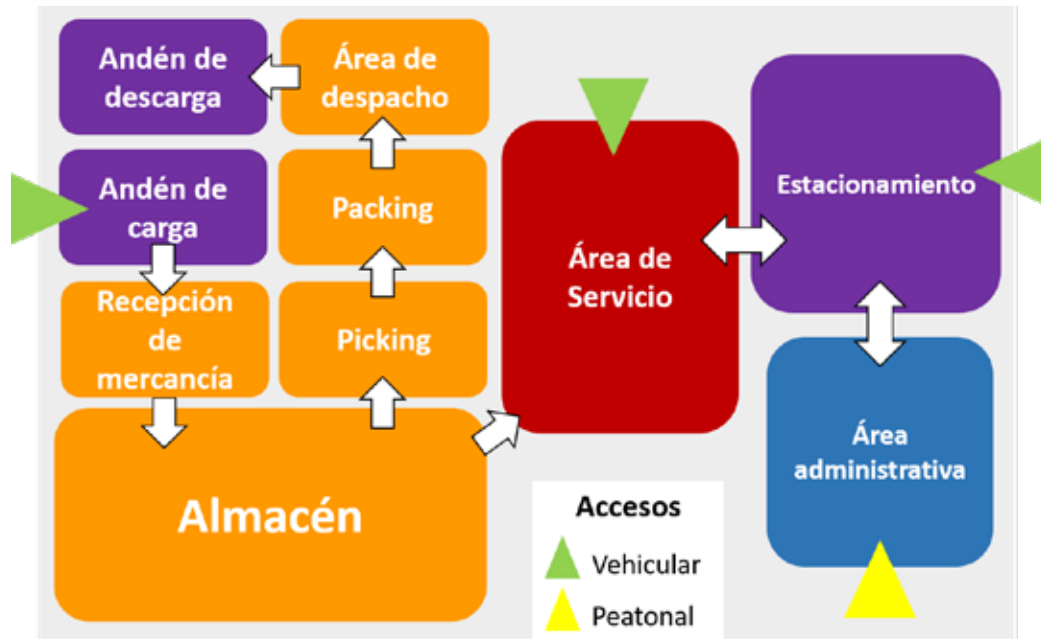 Andén de
descarga
Área de
despacho
Andén de
carga
Packing
Recepción
de
mercancía
Picking
Almacén
Área de
Servicio
Estacionamiento
Área
administrativa
Accesos
Vehicular
Peatonal